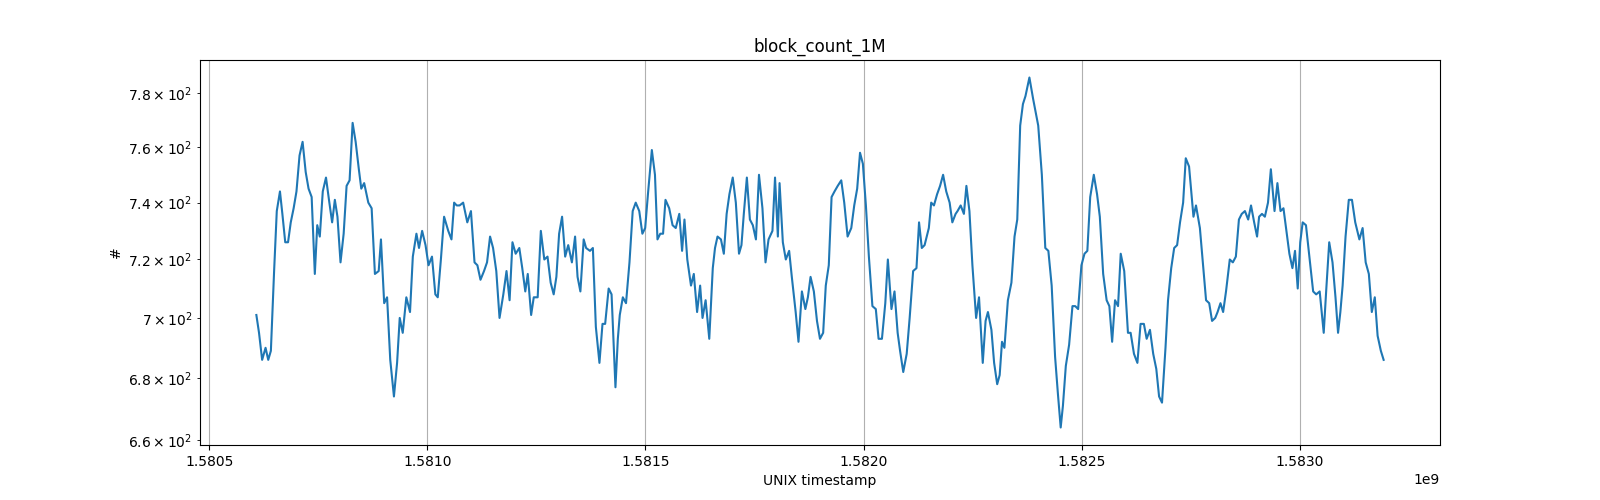 block_count_1M
#
7.8 × 10²
7.6 × 10²
7.4 × 10²
7.2 × 10²
7 × 10²
6.8 × 10²
6.6 × 10²
1.5805 1.5810 1.5815 1.5820 1.5825 1.5830
UNIX timestamp
1e9